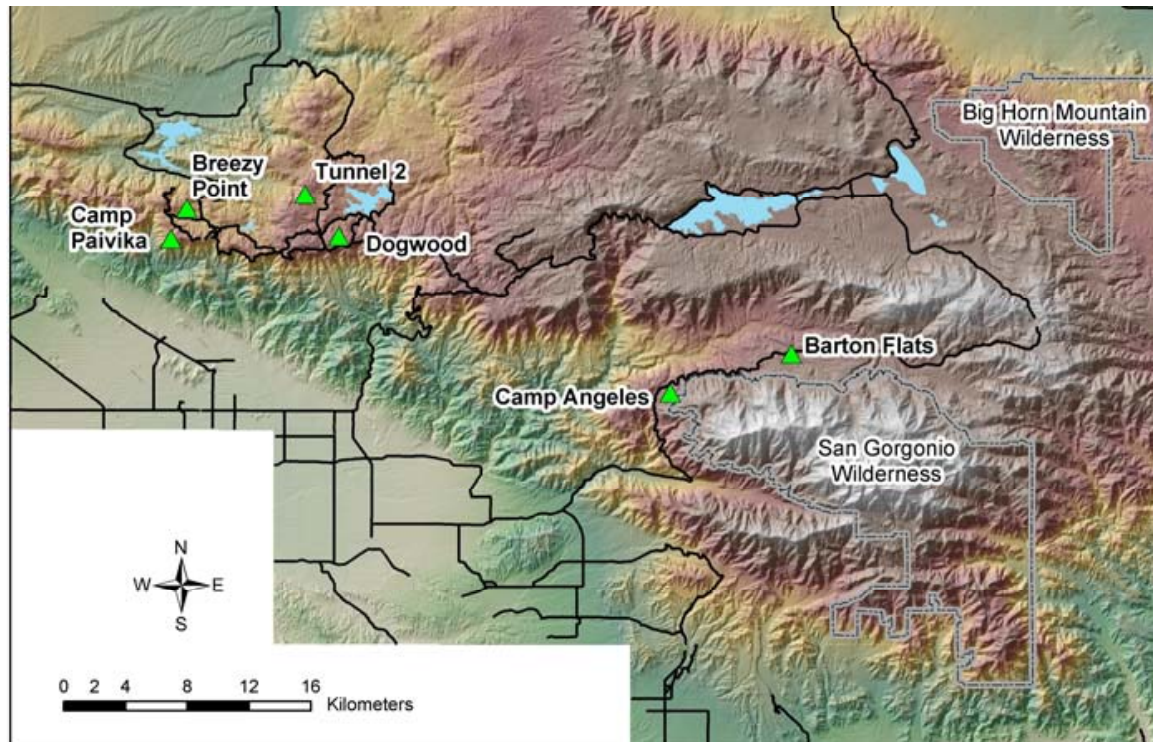 Big Horn Mountain
Wilderness
Breezy
Point
Tunnel 2
Camp
Paivika
Dogwood
Barton Flats
Camp Angeles
San Gorgonio
Wilderness
N
W E
S
0 2 4 8 12 16
Kilometers